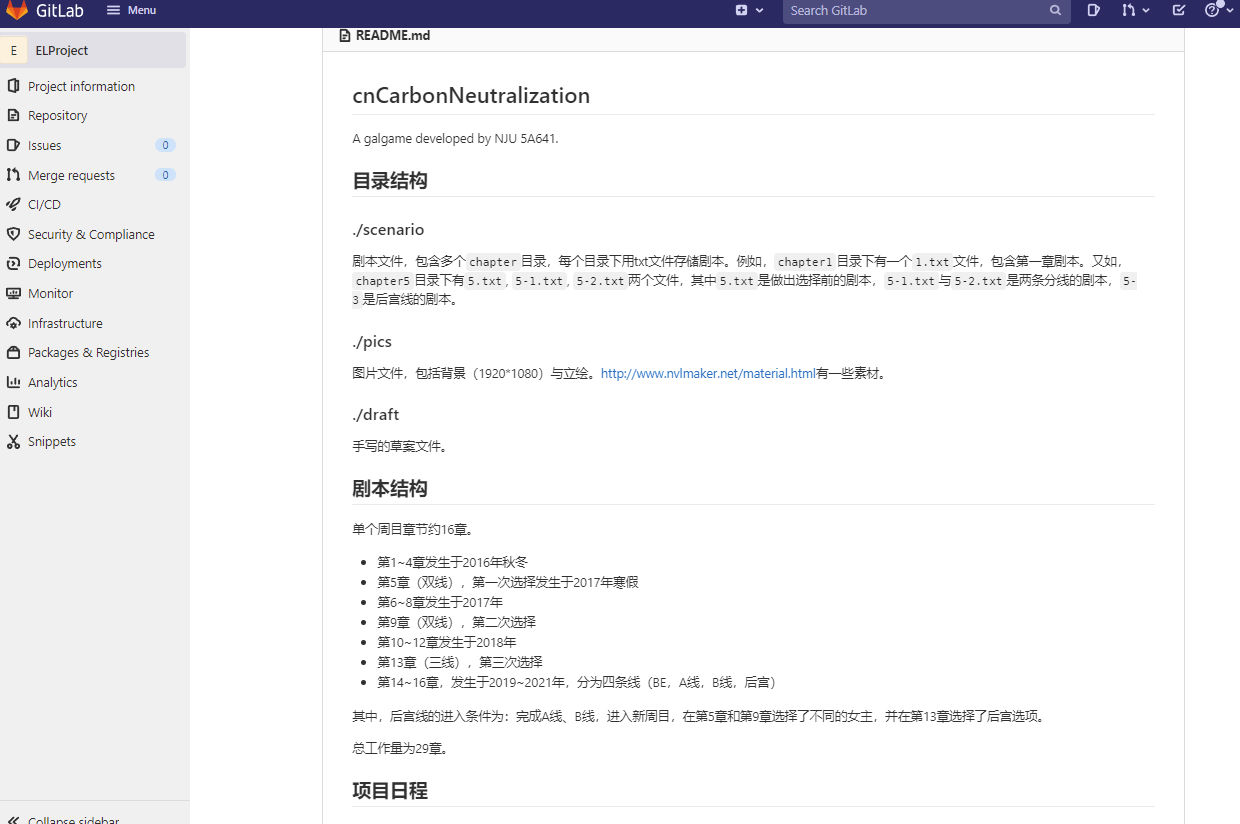 GitLab
Menu
Search GitLab
E
ELProject
Project information
Repository
Issues
0
Merge requests
0
CI/CD
Security & Compliance
Deployments
Monitor
Infrastructure
Packages & Registries
Analytics
Wiki
Snippets
Collapse sidebar
README.md
cnCarbonNeutralization
A galgame developed by NJU 5A641.
目录结构
./scenario
剧本文件，包含多个 chapter 目录，每个目录下用txt文件存储剧本。例如， chapter1 目录下有一个 1.txt 文件，包含第一章剧本。又如，
chapter5 目录下有 5.txt , 5-1.txt , 5-2.txt 两个文件，其中 5.txt 是做出选择前的剧本， 5-1.txt 与 5-2.txt 是两条分线的剧本， 5-
3 是后宫线的剧本。
./pics
图片文件，包括背景（1920*1080）与立绘。http://www.nvlmaker.net/material.html有一些素材。
./draft
手写的草案文件。
剧本结构
单个周目章节约16章。
第1~4章发生于2016年秋冬
第5章（双线），第一次选择发生于2017年寒假
第6~8章发生于2017年
第9章（双线），第二次选择
第10~12章发生于2018年
第13章（三线），第三次选择
第14~16章，发生于2019~2021年，分为四条线（BE，A线，B线，后宫）
其中，后宫线的进入条件为：完成A线、B线，进入新周目，在第5章和第9章选择了不同的女主，并在第13章选择了后宫选项。
总工作量为29章。
项目日程